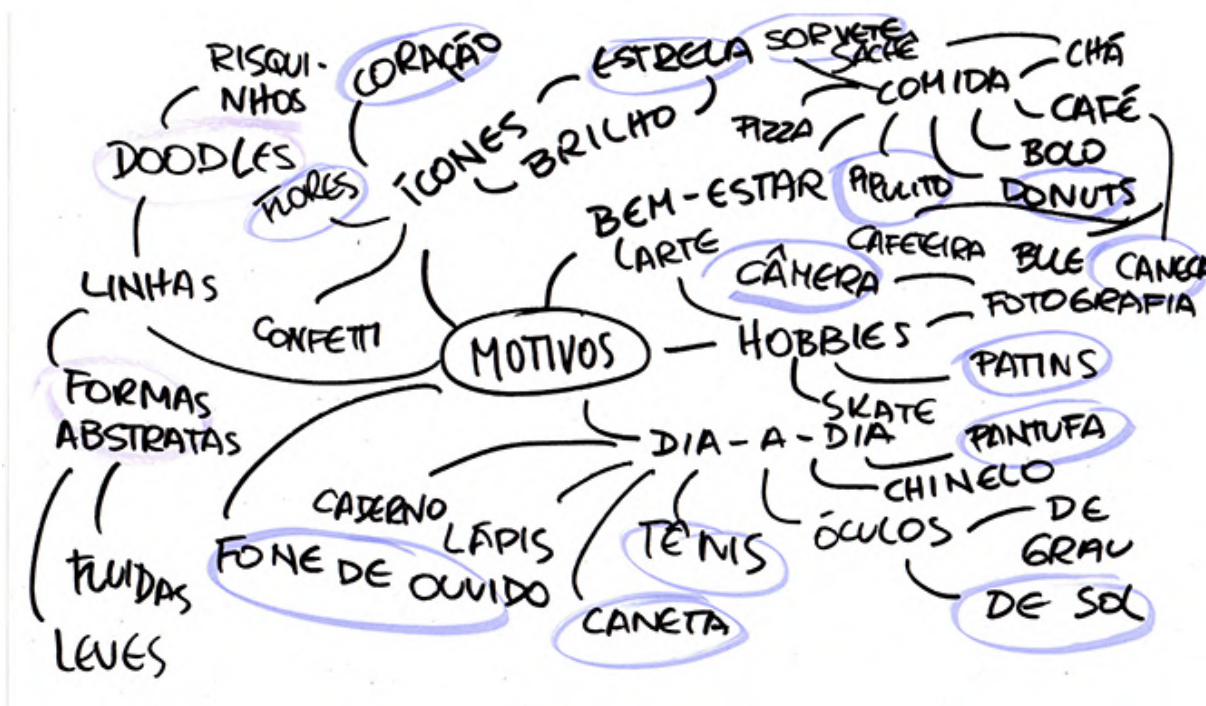 RISQUI-
NHOS
DOODLES
LINHAS
FORMAS
ABSTRATAS
FLUIDAS
LEVES
CORAÇÃO
FLORES
ÍCONES
ESTRELA
BRILHO
CONFETTI
SORVETE
SACHÊ
COMIDA
CHÁ
CAFÉ
BOLO
DONUTS
PIZZA
PIRULITO
CAFETEIRA
BULE
CANECA
BEM-ESTAR
ARTE
CÂMERA
FOTOGRAFIA
HOBBIES
PATINS
SKATE
MOTIVOS
DIA-A-DIA
PANTUFA
CHINELO
ÓCULOS
DE
GRAU
DE SOL
TÊNIS
CANETA
LÁPIS
CADERNO
FONE DE OUVIDO